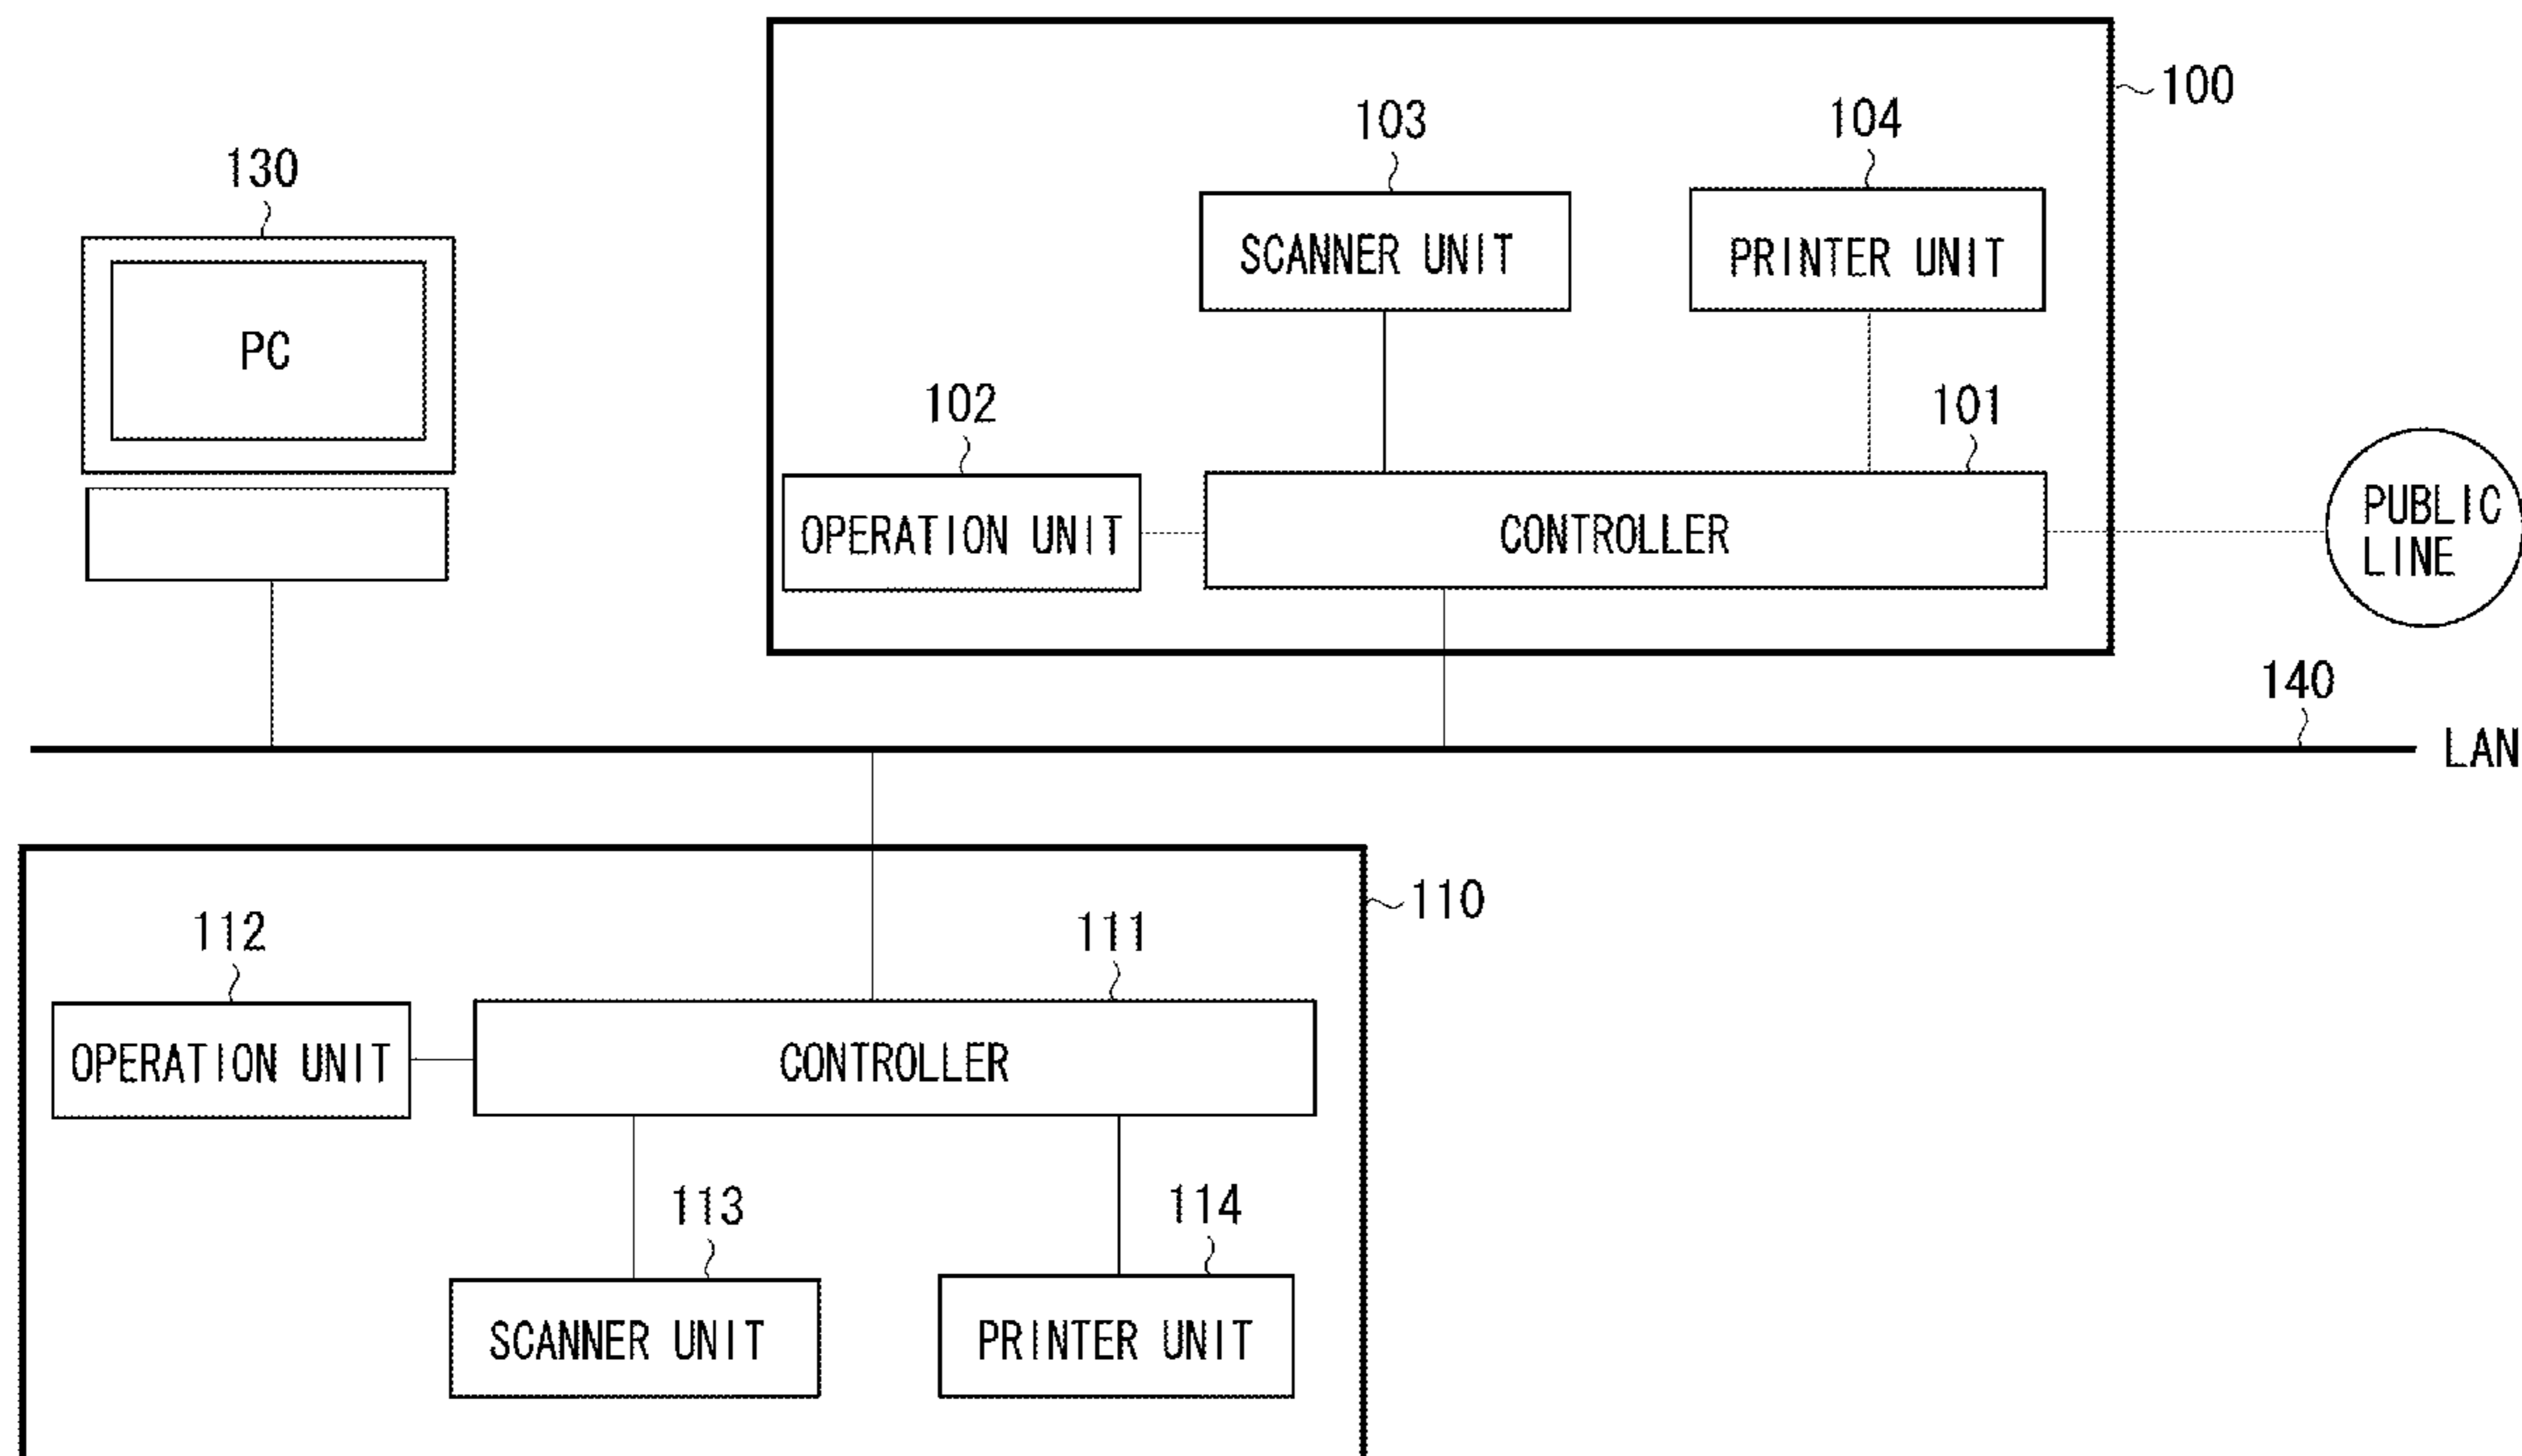 100
103
104
130
SCANNER UNIT
PRINTER UNIT
PC
102
101
OPERATION UNIT
CONTROLLER
PUBLIC
LINE
140
LAN
110
112
111
OPERATION UNIT
CONTROLLER
113
114
SCANNER UNIT
PRINTER UNIT